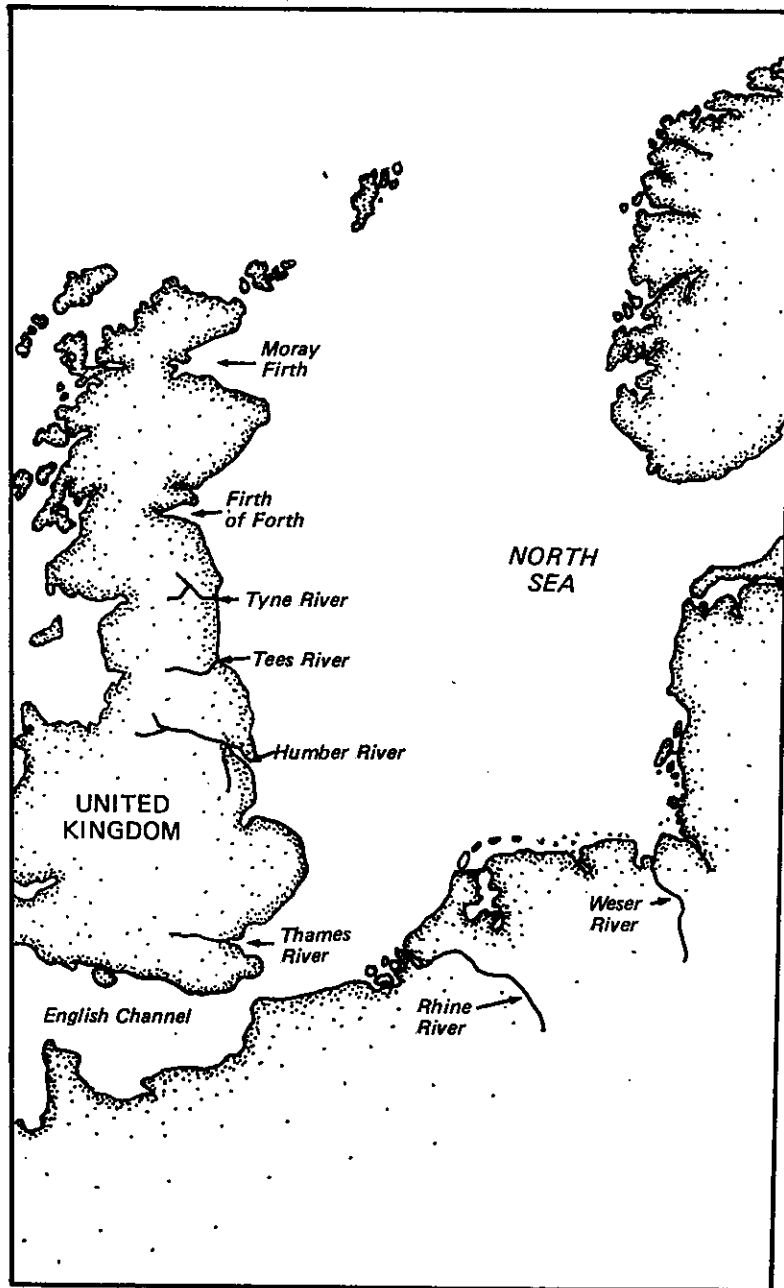 Moray
Firth
Firth
of Forth
NORTH
SEA
Tyne River
Tees River
Humber River
UNITED
KINGDOM
Weser
River
Thames
River
English Channel
Rhine
River